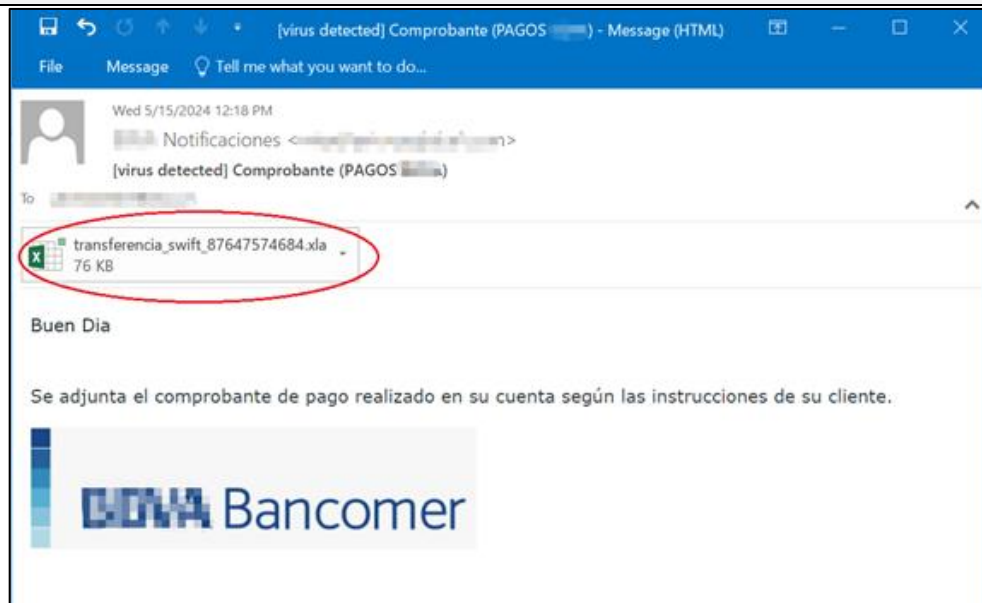 [virus detected] Comprobante (PAGOS ) - Message (HTML)
File Message Tell me what you want to do...
Wed 5/15/2024 12:18 PM
Notificaciones < n>
[virus detected] Comprobante (PAGOS )
To
transferencia_swift_87647574684.xla
76 KB
Buen Dia
Se adjunta el comprobante de pago realizado en su cuenta según las instrucciones de su cliente.
Bancomer